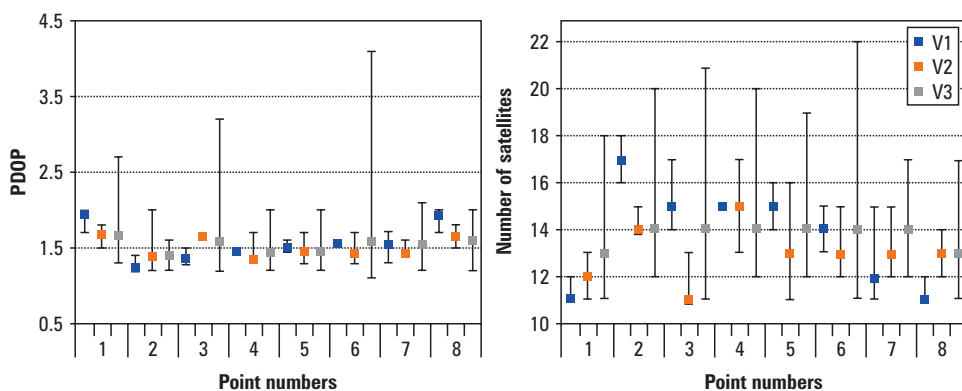 PDOP
4.5
3.5
2.5
1.5
0.5
1 2 3 4 5 6 7 8
Point numbers
Number of satellites
22
20
18
16
14
12
10
V1
V2
V3
1 2 3 4 5 6 7 8
Point numbers